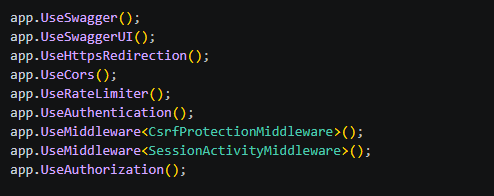 app.UseSwagger();
app.UseSwaggerUI();
app.UseHttpsRedirection();
app.UseCors();
app.UseRateLimiter();
app.UseAuthentication();
app.UseMiddleware<CsrfProtectionMiddleware>();
app.UseMiddleware<SessionActivityMiddleware>();
app.UseAuthorization();